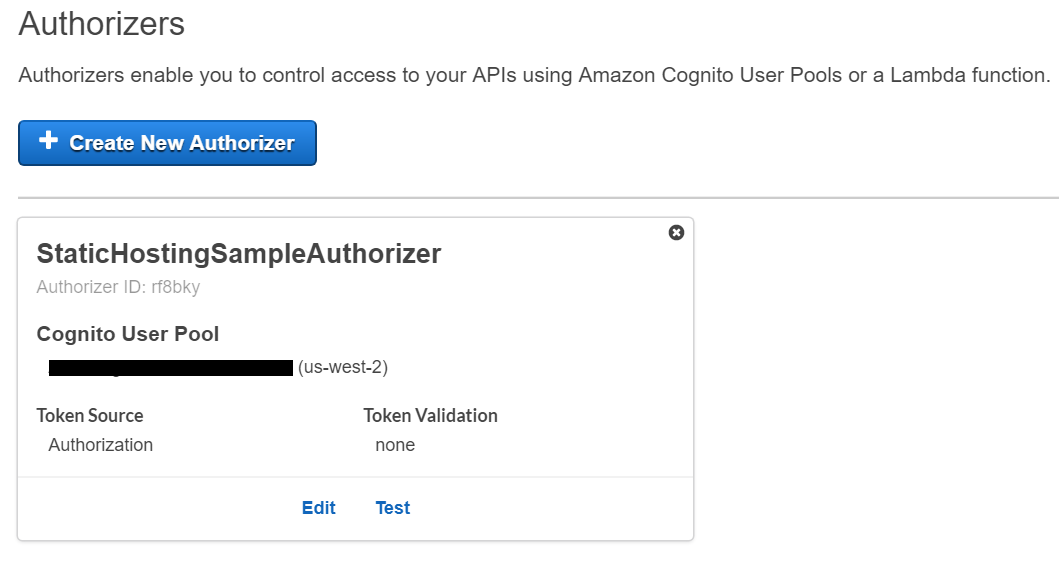 Authorizers
Authorizers enable you to control access to your APIs using Amazon Cognito User Pools or a Lambda function.
Create New Authorizer
StaticHostingSampleAuthorizer
Authorizer ID: rf8bky
Cognito User Pool
(us-west-2)
Token Source Token Validation
Authorization none
Edit Test